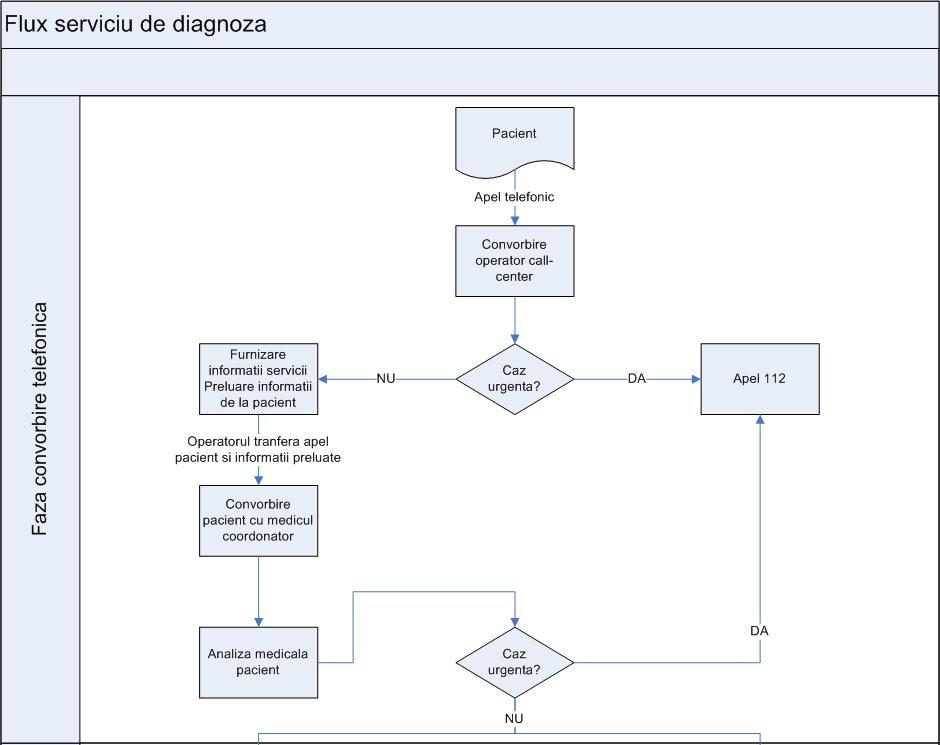 Flux serviciu de diagnoza
Faza convorbire telefonica
Pacient
Apel telefonic
Convorbire
operator call-
center
Caz
urgenta?
NU
DA
Furnizare
informatii servicii
Preluare informatii
de la pacient
Apel 112
Operatorul tranfera apel
pacient si informatii preluate
Convorbire
pacient cu medicul
coordonator
Analiza medicala
pacient
Caz
urgenta?
DA
NU